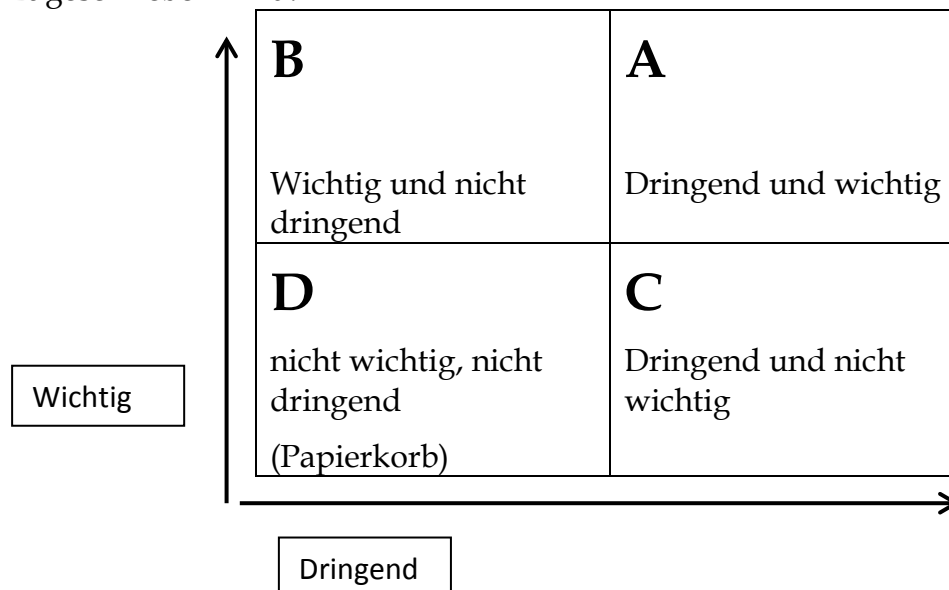 B
A
Wichtig und nicht
dringend
Dringend und wichtig
D
C
nicht wichtig, nicht
dringend
(Papierkorb)
Dringend und nicht
wichtig
Wichtig
Dringend